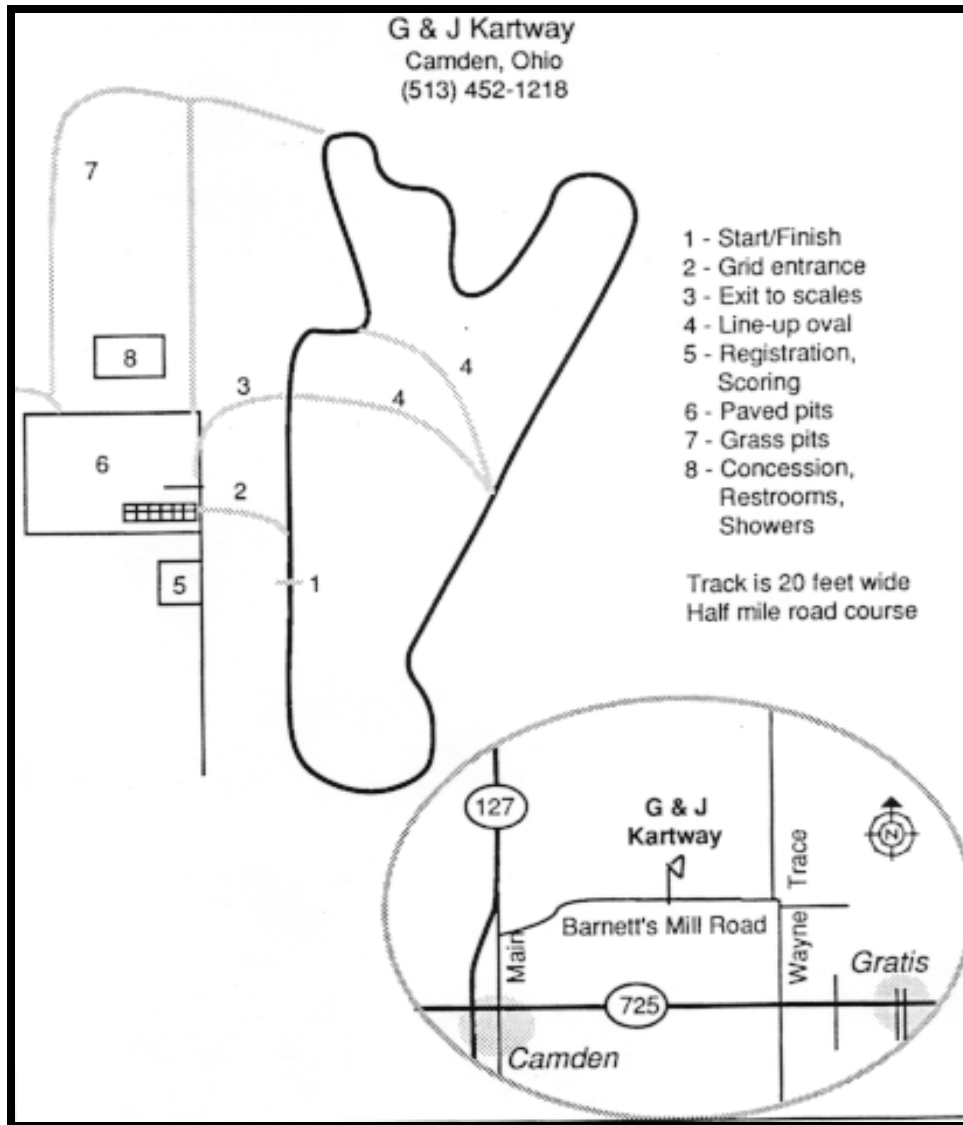 G & J Kartway
Camden, Ohio
(513) 452-1218
7
1 - Start/Finish
2 - Grid entrance
3 - Exit to scales
4 - Line-up oval
5 - Registration,
Scoring
6 - Paved pits
7 - Grass pits
8 - Concession,
Restrooms,
Showers
8
4
3
4
6
2
5
1
Track is 20 feet wide
Half mile road course
127
G & J
Kartway
N
Trace
Barnett's Mill Road
Main
Wayne
Gratis
725
Camden